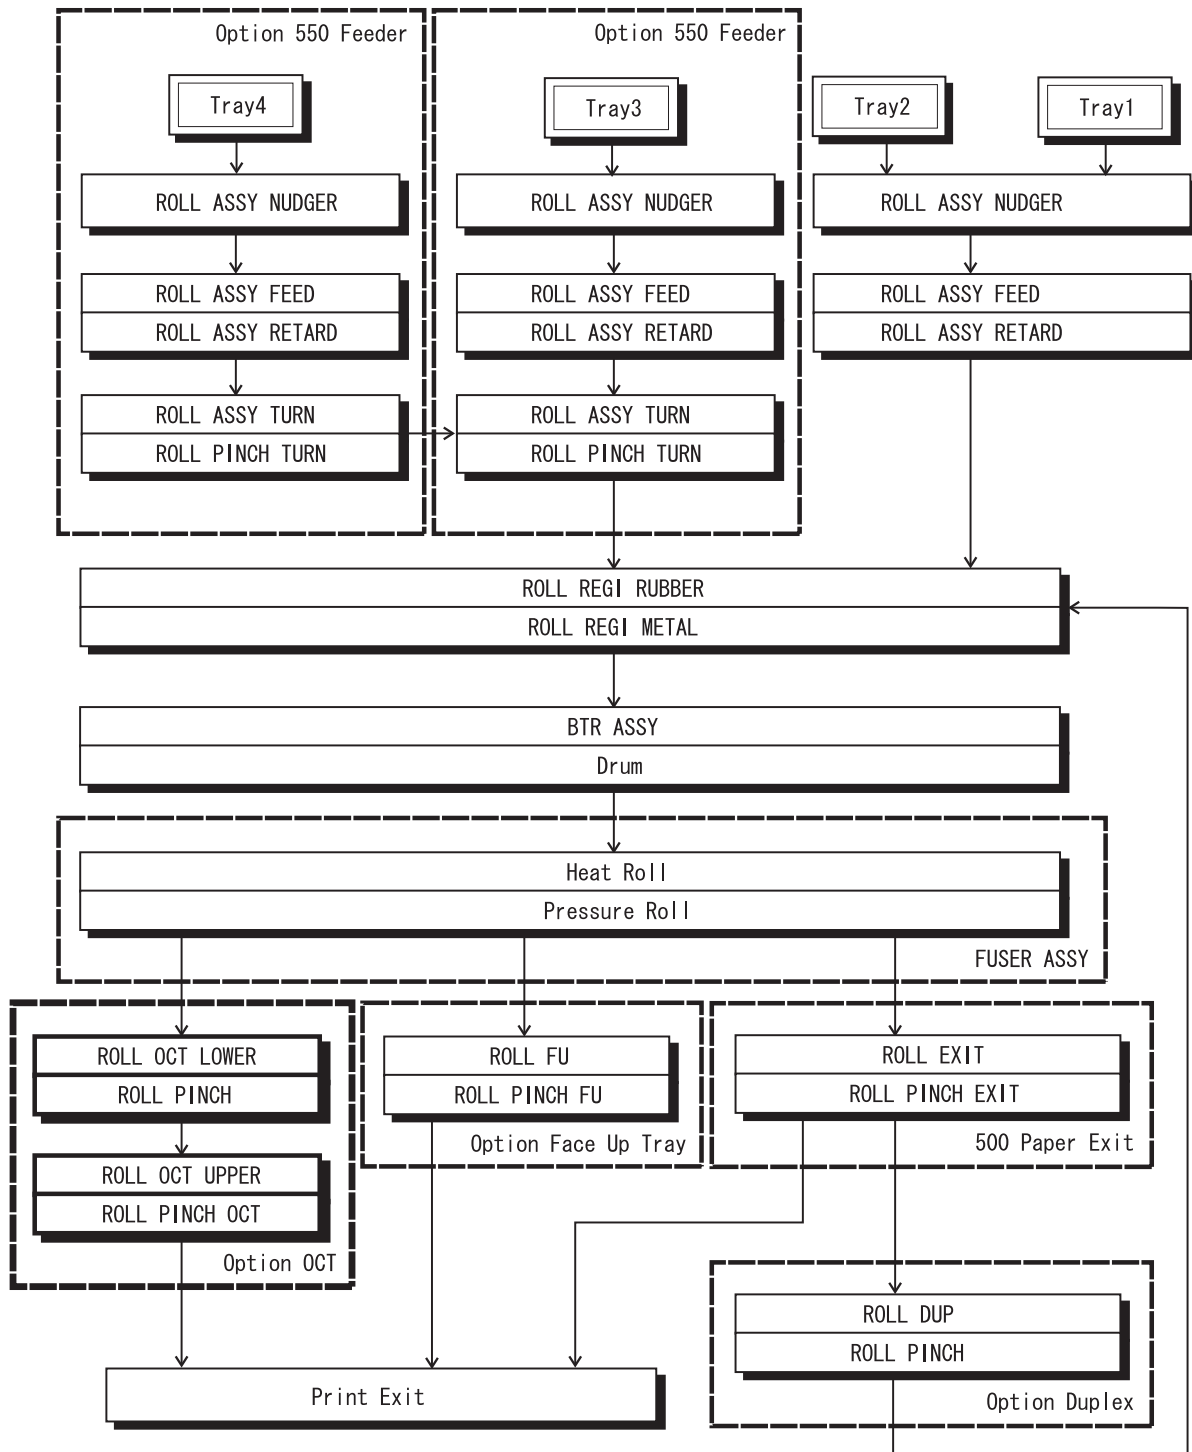 Option 550 Feeder
Option 550 Feeder
Tray4
Tray3
Tray2
Tray1
ROLL ASSY NUDGER
ROLL ASSY NUDGER
ROLL ASSY NUDGER
ROLL ASSY FEED
ROLL ASSY FEED
ROLL ASSY FEED
ROLL ASSY RETARD
ROLL ASSY RETARD
ROLL ASSY RETARD
ROLL ASSY TURN
ROLL ASSY TURN
ROLL PINCH TURN
ROLL PINCH TURN
ROLL REGI RUBBER
ROLL REGI METAL
BTR ASSY
Drum
Heat Roll
Pressure Roll
FUSER ASSY
ROLL OCT LOWER
ROLL FU
ROLL EXIT
ROLL PINCH
ROLL PINCH FU
ROLL PINCH EXIT
Option Face Up Tray
500 Paper Exit
ROLL OCT UPPER
ROLL PINCH OCT
Option OCT
ROLL DUP
ROLL PINCH
Print Exit
Option Duplex